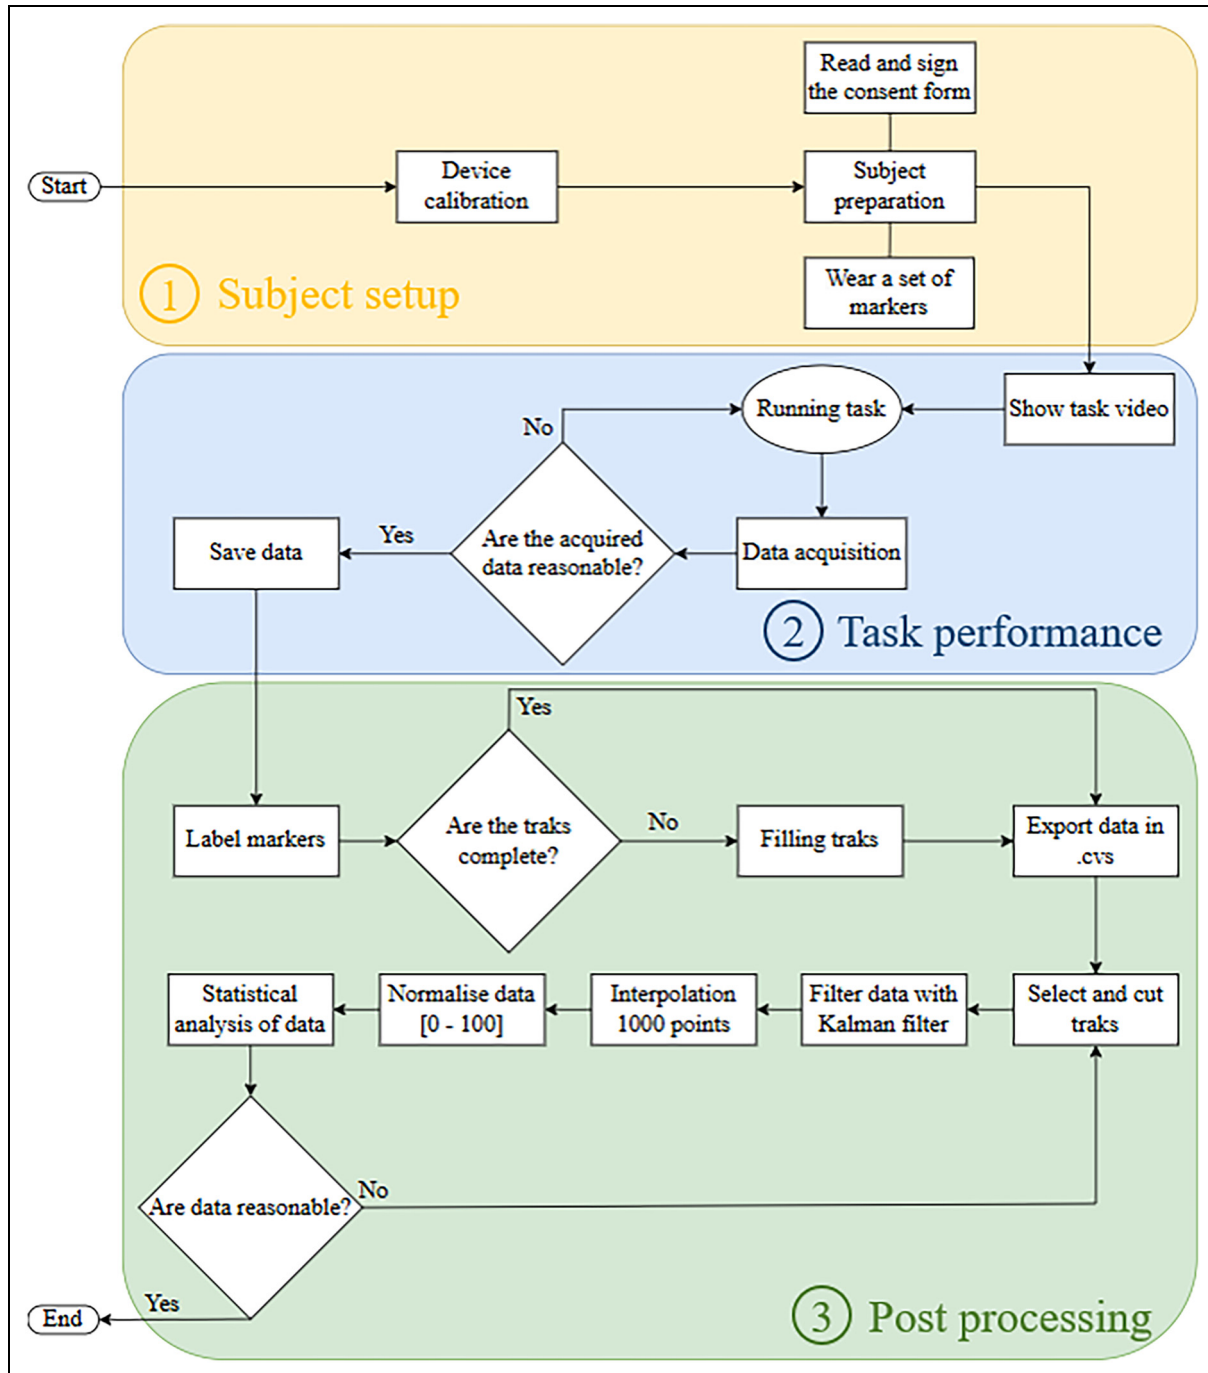 Read and sign
the consent form
Start
Device
calibration
Subject
preparation
Wear a set of
markers
1 Subject setup
Running task
Show task video
No
Are the acquired
data reasonable?
Yes
Save data
Data acquisition
2 Task performance
Yes
Label markers
Are the traks
complete?
No
Filling traks
Export data in
.cvs
Select and cut
traks
Filter data with
Kalman filter
Interpolation
1000 points
Normalise data
[0 - 100]
Statistical
analysis of data
Are data reasonable?
No
Yes
End
3 Post processing